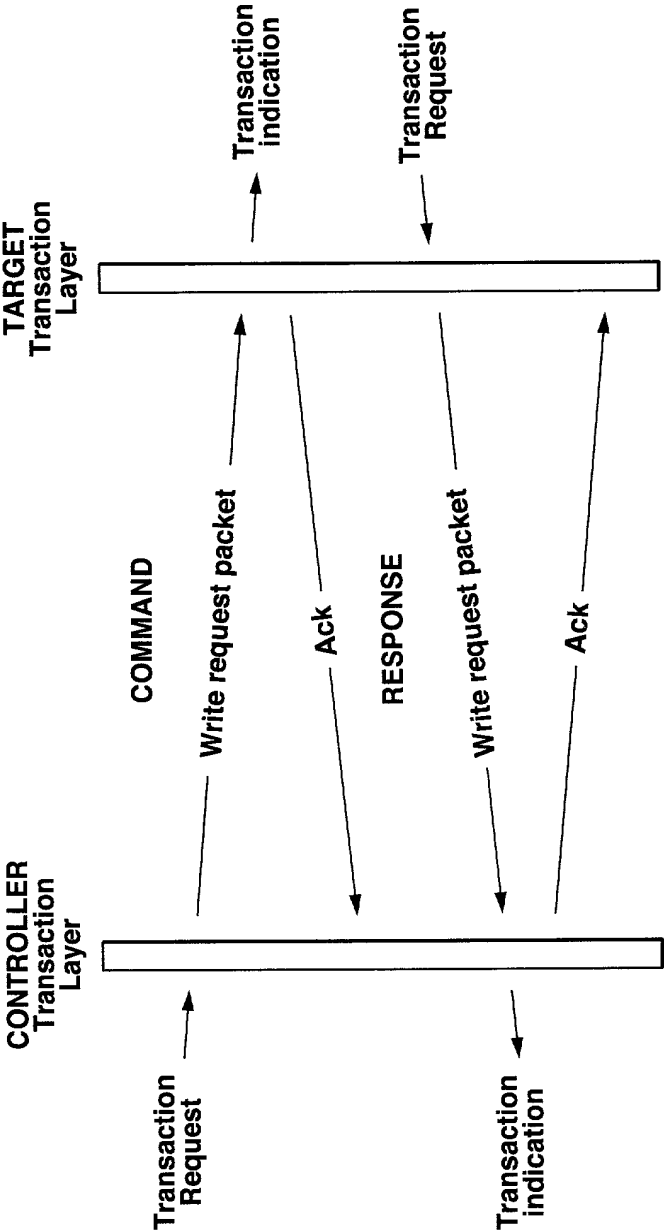 CONTROLLER
Transaction
Layer
TARGET
Transaction
Layer
Transaction
Request
COMMAND
Write request packet
Transaction
indication
Ack
RESPONSE
Transaction
Request
Write request packet
Transaction
indication
Ack